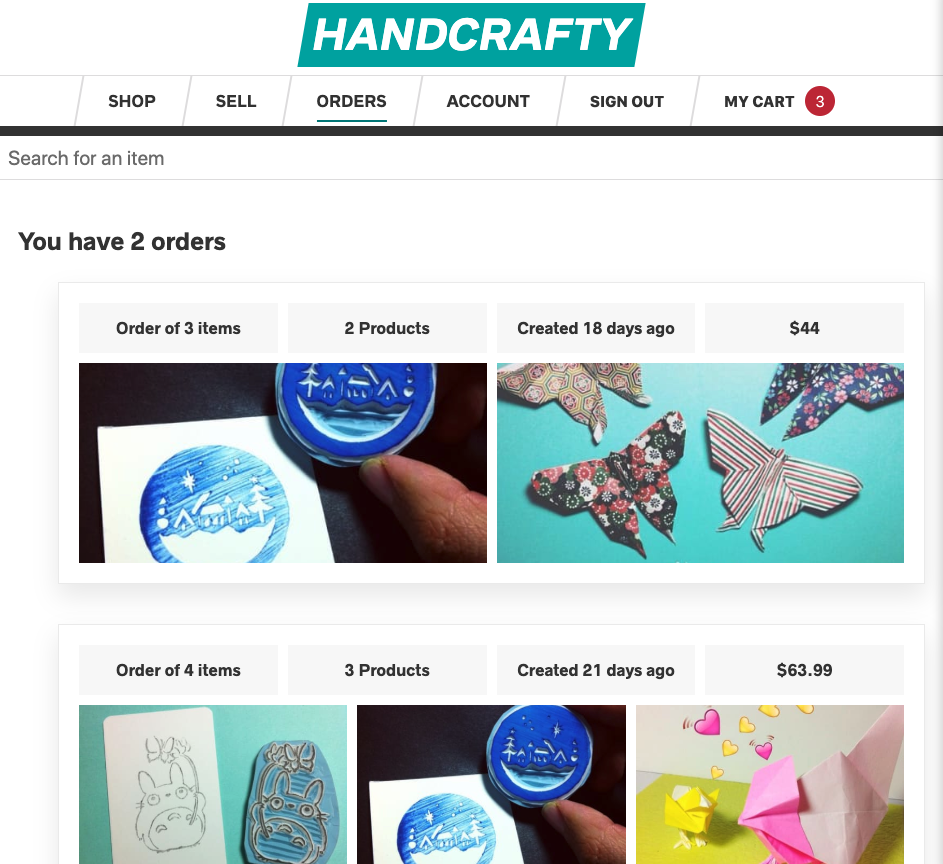 HANDCRAFTY
SHOP SELL ORDERS ACCOUNT SIGN OUT MY CART 3
Search for an item
You have 2 orders
Order of 3 items 2 Products Created 18 days ago $44
Order of 4 items 3 Products Created 21 days ago $63.99